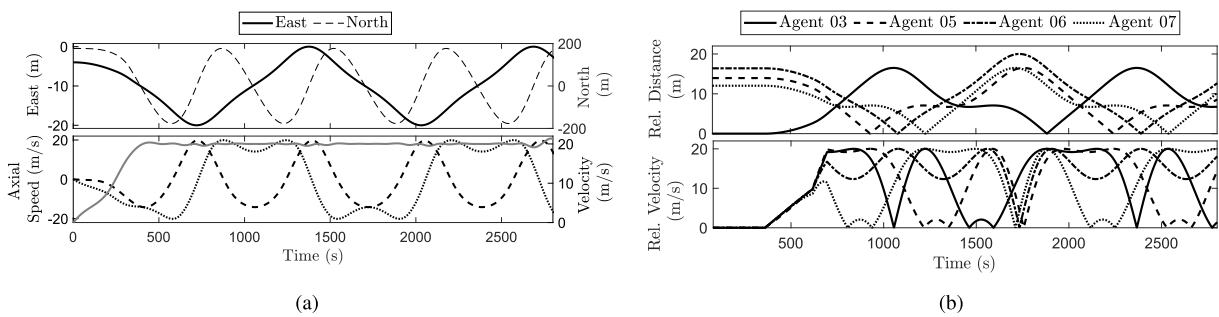 East North
East (m)
0
-10
-20
200
0
-200
North (m)
Axial Speed (m/s)
20
0
-20
20
10
0
Velocity (m/s)
0 500 1000 1500 2000 2500
Time (s)
(a)
Agent 03 Agent 05 Agent 06 Agent 07
Rel. Distance (m)
20
10
0
Rel. Velocity (m/s)
20
10
0
500 1000 1500 2000 2500
Time (s)
(b)